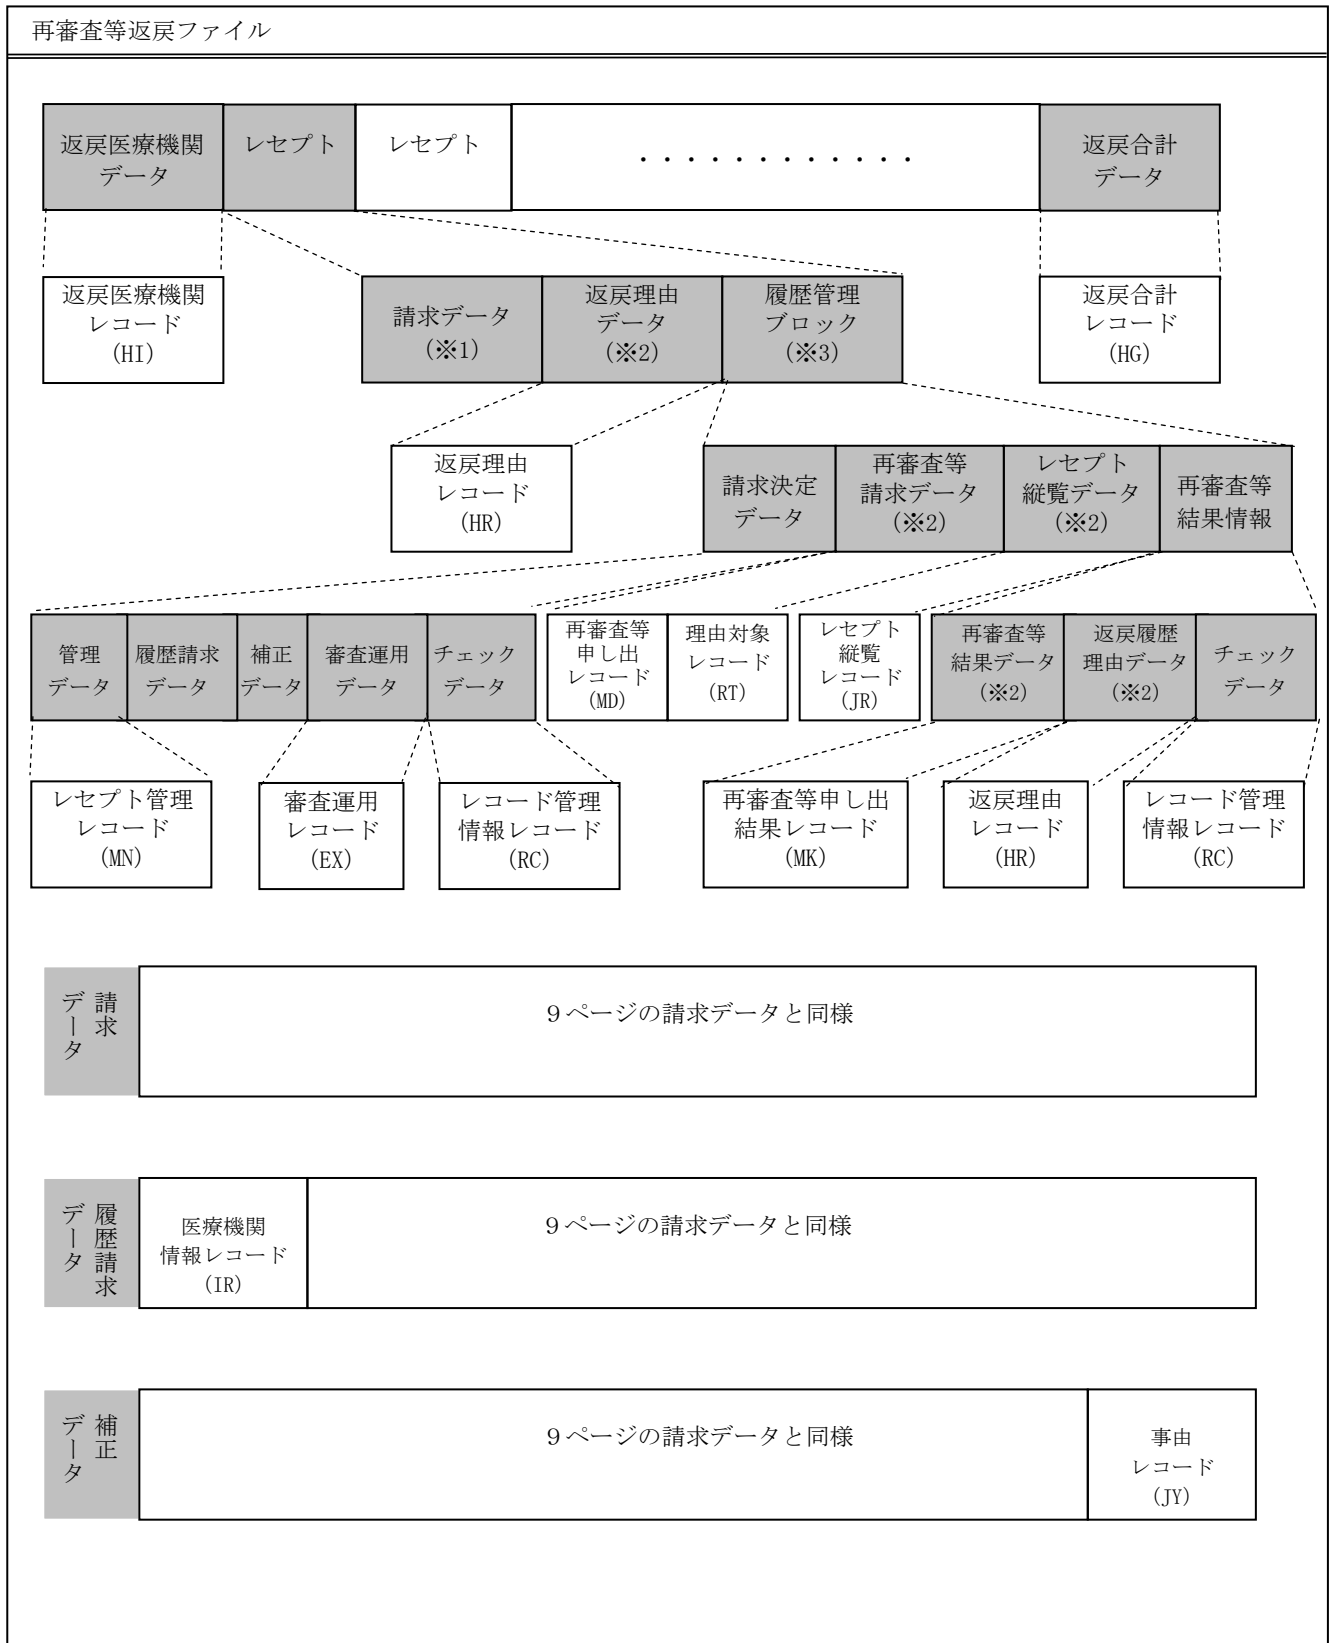 再審査等返戻ファイル
返戻医療機関
データ
レセプト
レセプト
・・・・・・・・・・・・
返戻合計
データ
返戻医療機関
レコード
(HI)
請求データ
(※1)
返戻理由
データ
(※2)
履歴管理
ブロック
(※3)
返戻合計
レコード
(HG)
返戻理由
レコード
(HR)
請求決定
データ
再審査等
請求データ
(※2)
レセプト
縦覧データ
(※2)
再審査等
結果情報
管理
データ
履歴請求
データ
補正
データ
審査運用
データ
チェック
データ
再審査等
申し出
レコード
(MD)
理由対象
レコード
(RT)
レセプト
縦覧
レコード
(JR)
再審査等
結果データ
(※2)
返戻履歴
理由データ
(※2)
チェック
データ
レセプト管理
レコード
(MN)
審査運用
レコード
(EX)
レコード管理
情報レコード
(RC)
再審査等申し出
結果レコード
(MK)
返戻理由
レコード
(HR)
レコード管理
情報レコード
(RC)
請求
データ
9ページの請求データと同様
履歴請求
データ
医療機関
情報レコード
(IR)
9ページの請求データと同様
補正
データ
9ページの請求データと同様
事由
レコード
(JY)